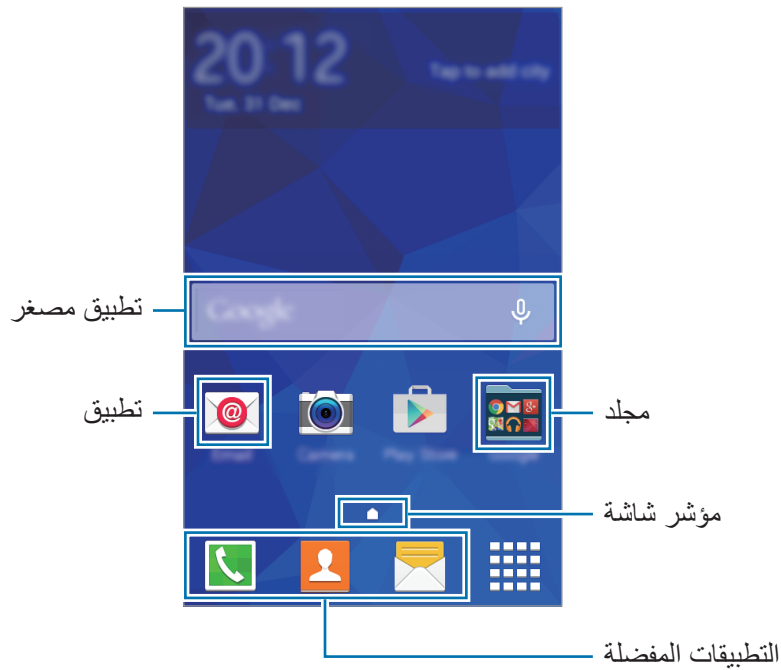 20 12
Tap to add city
Tue, 31 Dec
تطبيق مصغر
Google
تطبيق
مجلد
Email
Camera
Play Store
Google
مؤشر شاشة
التطبيقات المفضلة